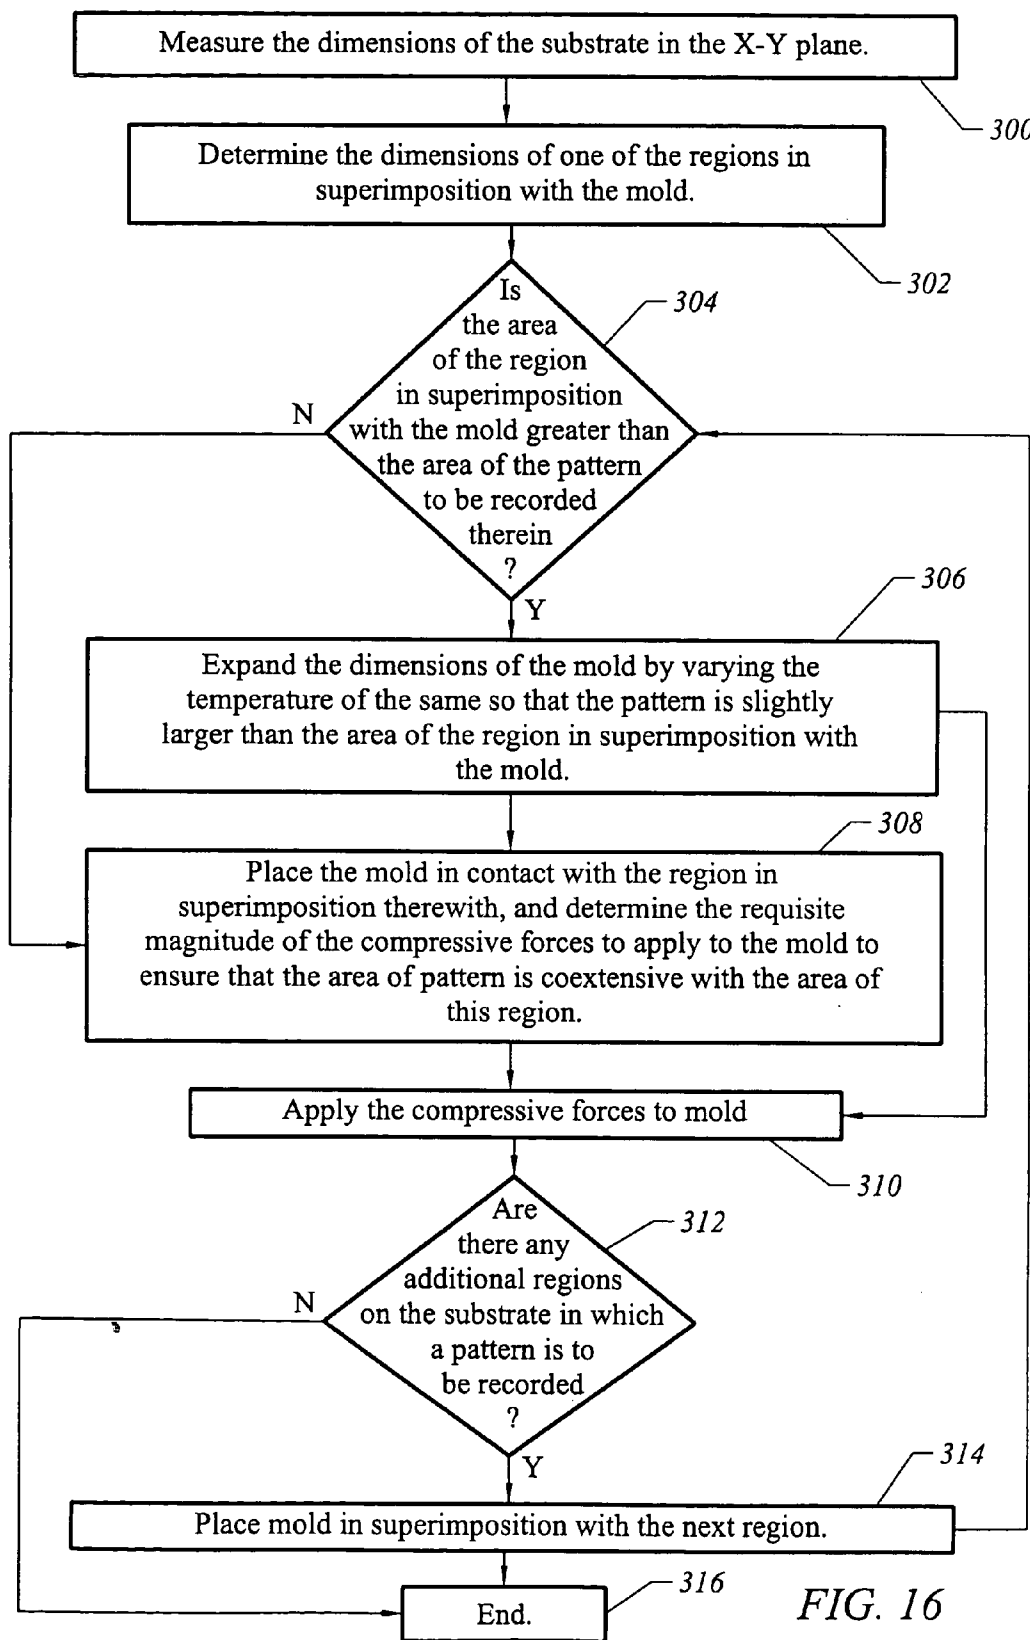 Measure the dimensions of the substrate in the X-Y plane.
300
Determine the dimensions of one of the regions in
superimposition with the mold.
302
Is
the area
of the region
in superimposition
with the mold greater than
the area of the pattern
to be recorded
therein
?
304
N
Y
306
Expand the dimensions of the mold by varying the
temperature of the same so that the pattern is slightly
larger than the area of the region in superimposition with
the mold.
308
Place the mold in contact with the region in
superimposition therewith, and determine the requisite
magnitude of the compressive forces to apply to the mold to
ensure that the area of pattern is coextensive with the area of
this region.
Apply the compressive forces to mold
310
Are
there any
additional regions
on the substrate in which
a pattern is to
be recorded
?
312
N
Y
314
Place mold in superimposition with the next region.
316
End.
FIG. 16